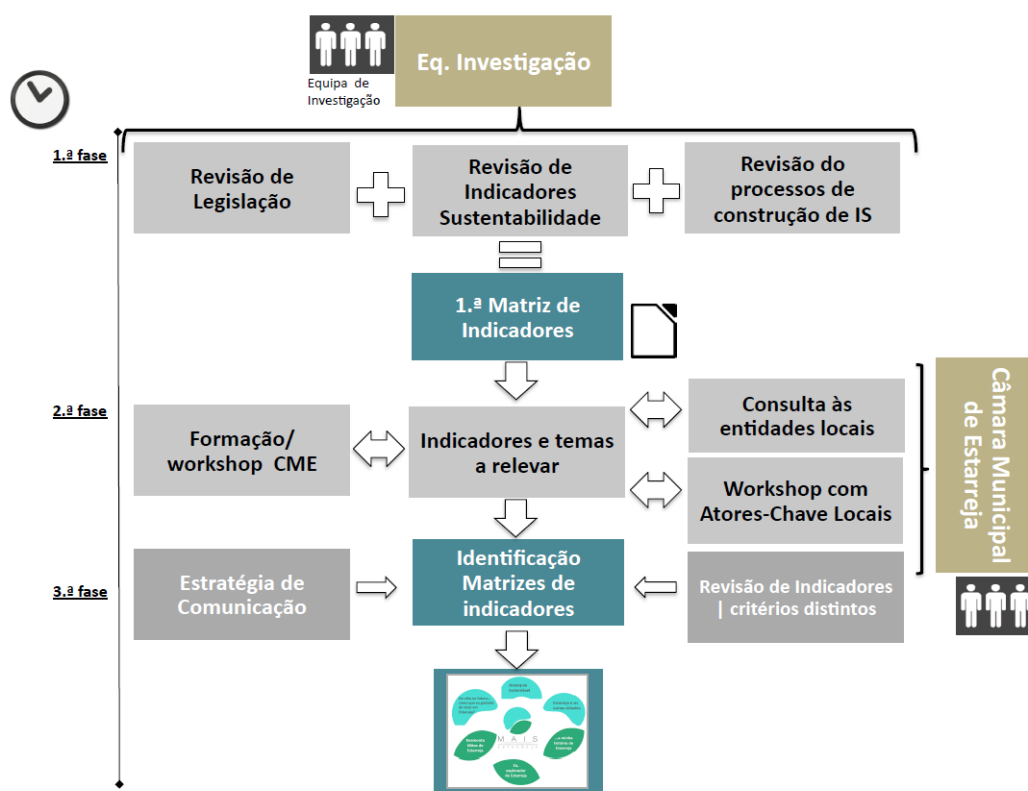 Eq. Investigação
Equipa de
Investigação
1.ª fase
Revisão de
Legislação
Revisão de
Indicadores
Sustentabilidade
Revisão do
processos de
construção de IS
1.ª Matriz de
Indicadores
2.ª fase
Formação/
workshop CME
Indicadores e temas
a relevar
Consulta às
entidades locais
Workshop com
Atores-Chave Locais
Câmara Municipal
de Estarreja
3.ª fase
Estratégia de
Comunicação
Identificação
Matrizes de
indicadores
Revisão de Indicadores
| critérios distintos
MAIS